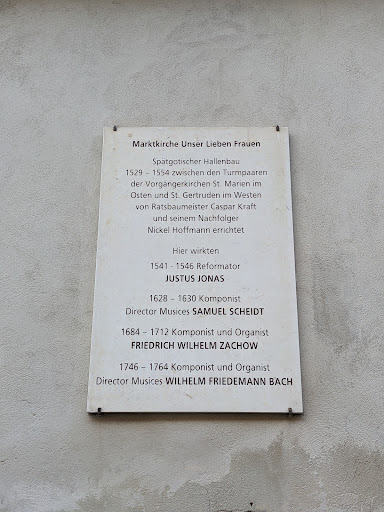 Marktkirche Unser Lieben Frauen
Spätgotischer Hallenbau
1529 – 1554 zwischen den Turmpaaren
der Vorgängerkirchen St. Marien im
Osten und St. Gertruden im Westen
von Ratsbaumeister Caspar Kraft
und seinem Nachfolger
Nickel Hoffmann errichtet
Hier wirkten
1541 - 1546 Reformator
JUSTUS JONAS
1628 – 1630 Komponist
Director Musices SAMUEL SCHEIDT
1684 – 1712 Komponist und Organist
FRIEDRICH WILHELM ZACHOW
1746 – 1764 Komponist und Organist
Director Musices WILHELM FRIEDEMANN BACH